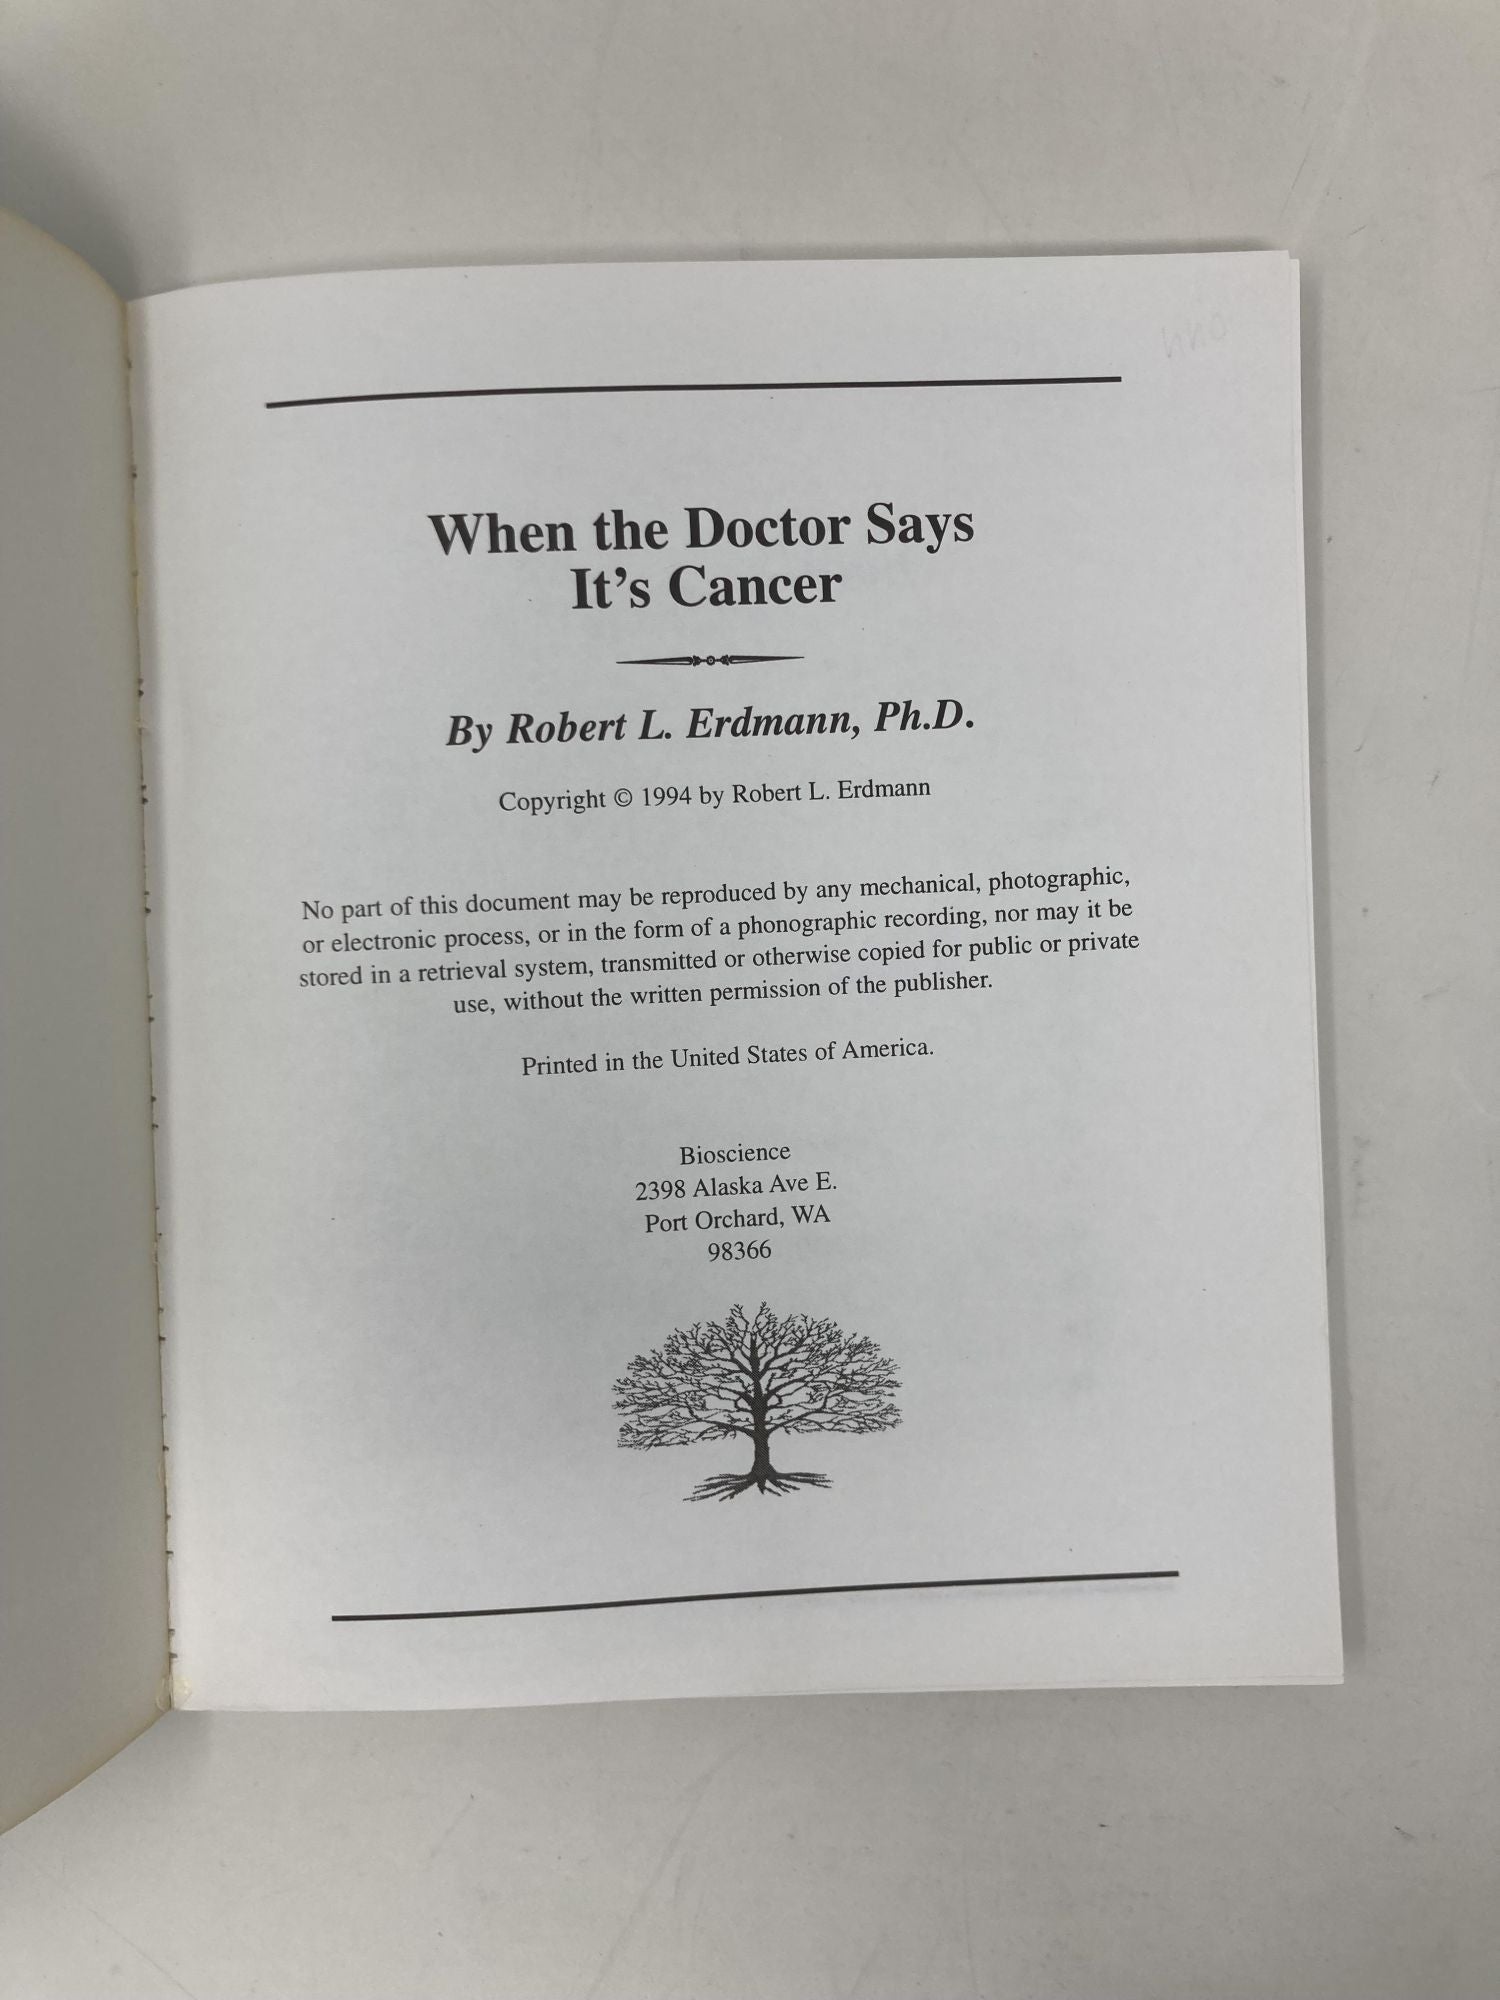 When the Doctor Says
It's Cancer
By Robert L. Erdmann, Ph.D.
Copyright © 1994 by Robert L. Erdmann
No part of this document may be reproduced by any mechanical, photographic,
or electronic process, or in the form of a phonographic recording, nor may it be
stored in a retrieval system, transmitted or otherwise copied for public or private
use, without the written permission of the publisher.
Printed in the United States of America.
Bioscience
2398 Alaska Ave E.
Port Orchard, WA
98366